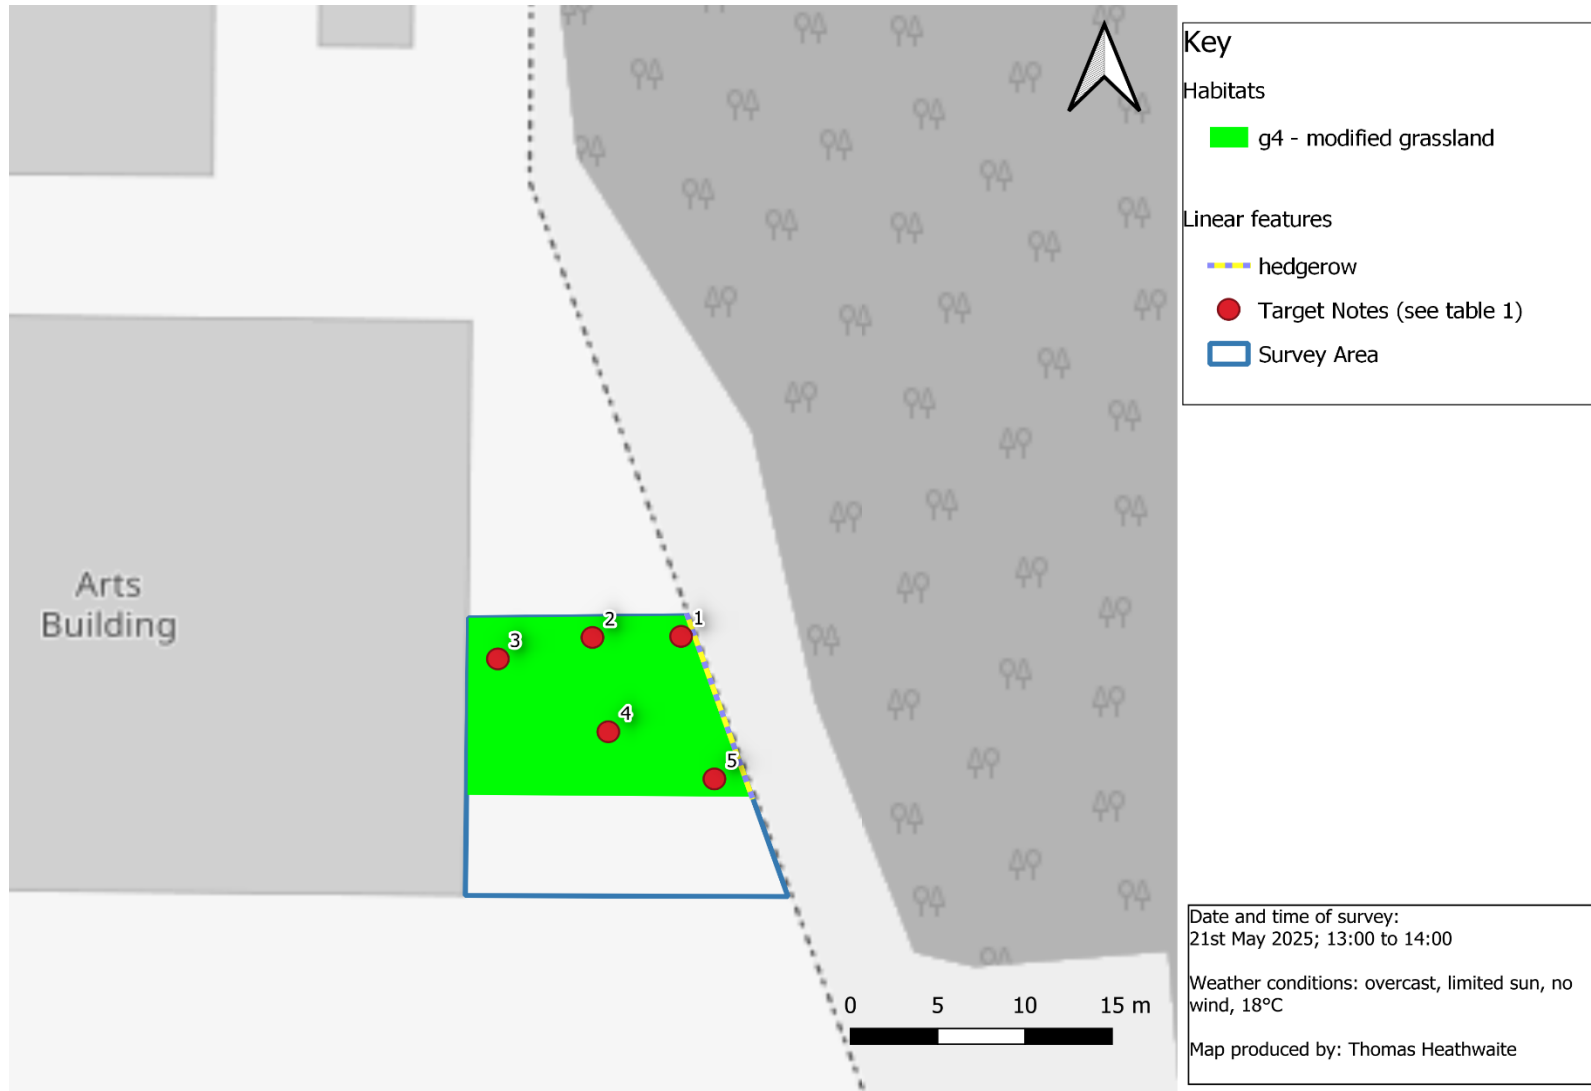 Key
Habitats
g4 - modified grassland
Linear features
hedgerow
Target Notes (see table 1)
Survey Area
Arts
Building
1
2
3
4
5
0 5 10 15 m
Date and time of survey:
21st May 2025; 13:00 to 14:00
Weather conditions: overcast, limited sun, no
wind, 18°C
Map produced by: Thomas Heathwaite